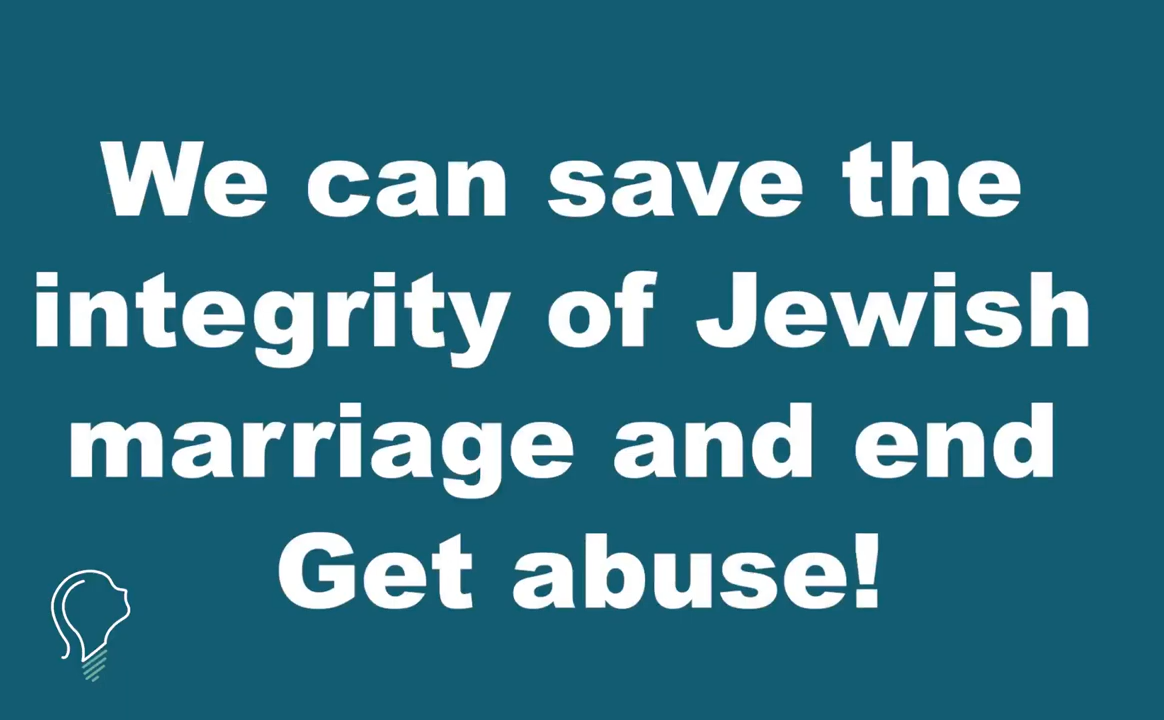 We can save the
integrity of Jewish
marriage and end
Get abuse!